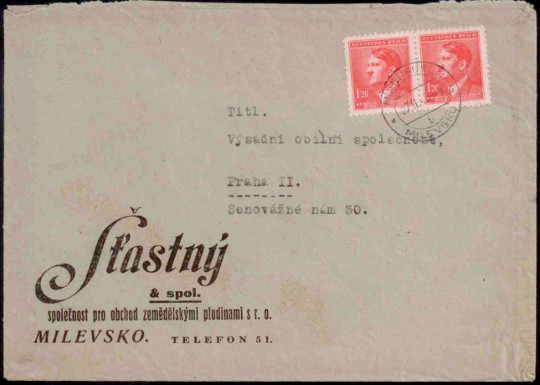 DEUTSCHES REICH DEUTSCHES REICH
1.20 1.20
MILEVSKO
Titl.
Výsadní obilní společnost,
Praha II.
Senovážné nám 30.
A
Šťastný
& spol.
společnost pro obchod zemědělskými plodinami s r. o.
MILEVSKO. TELEFON 51.